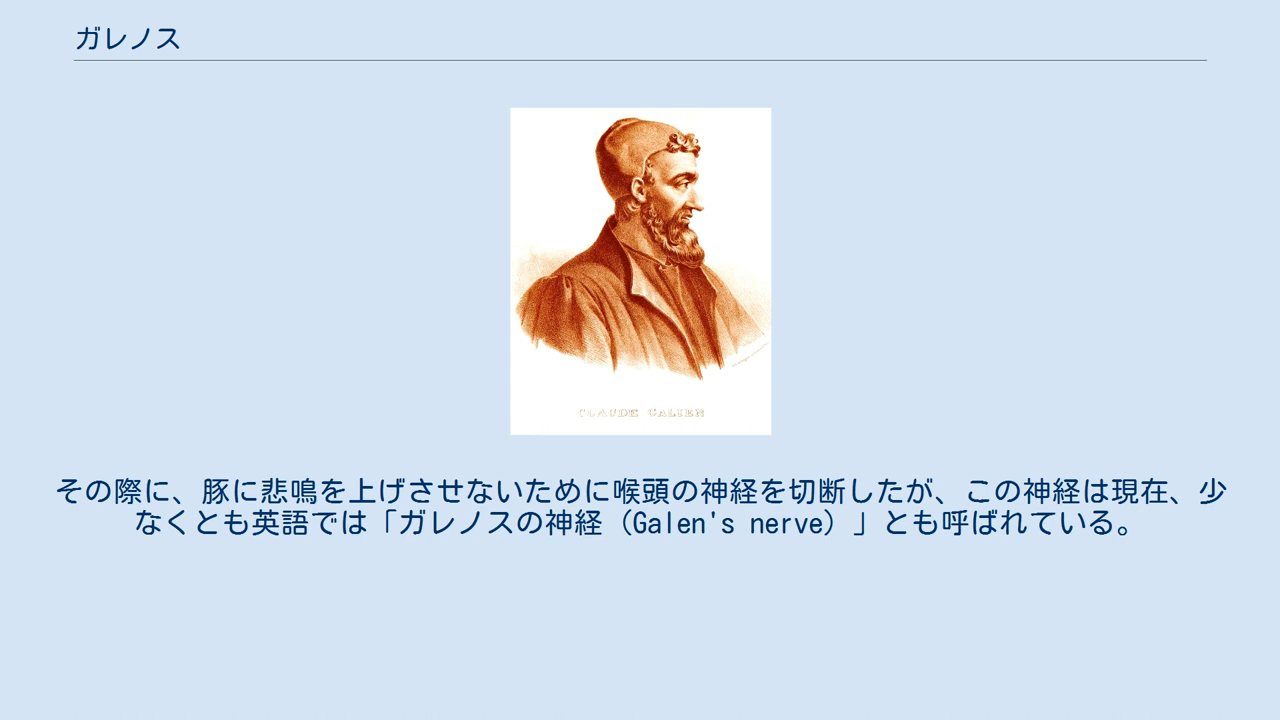 ガレノス
CLAUDE GALIEN
その際に、豚に悲鳴を上げさせないために喉頭の神経を切断したが、この神経は現在、少
なくとも英語では「ガレノスの神経（Galen's nerve）」とも呼ばれている。